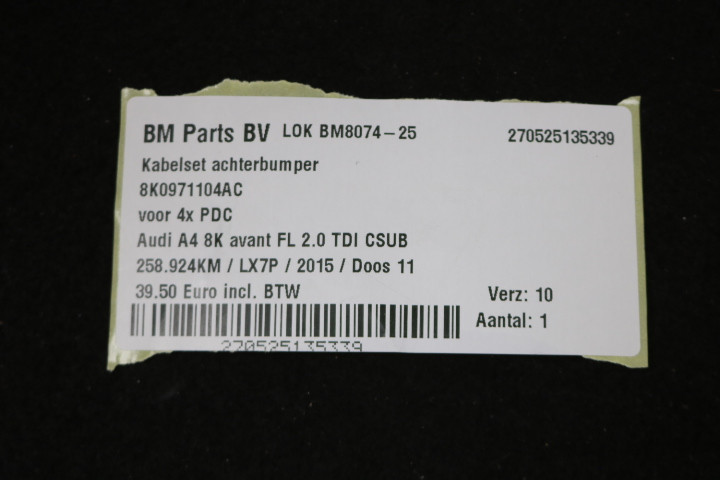 BM Parts BV LOK BM8074-25 270525135339
Kabelset achterbumper
8K0971104AC
voor 4x PDC
Audi A4 8K avant FL 2.0 TDI CSUB
258.924KM / LX7P / 2015 / Doos 11
39.50 Euro incl. BTW Verz: 10
Aantal: 1
270525135339